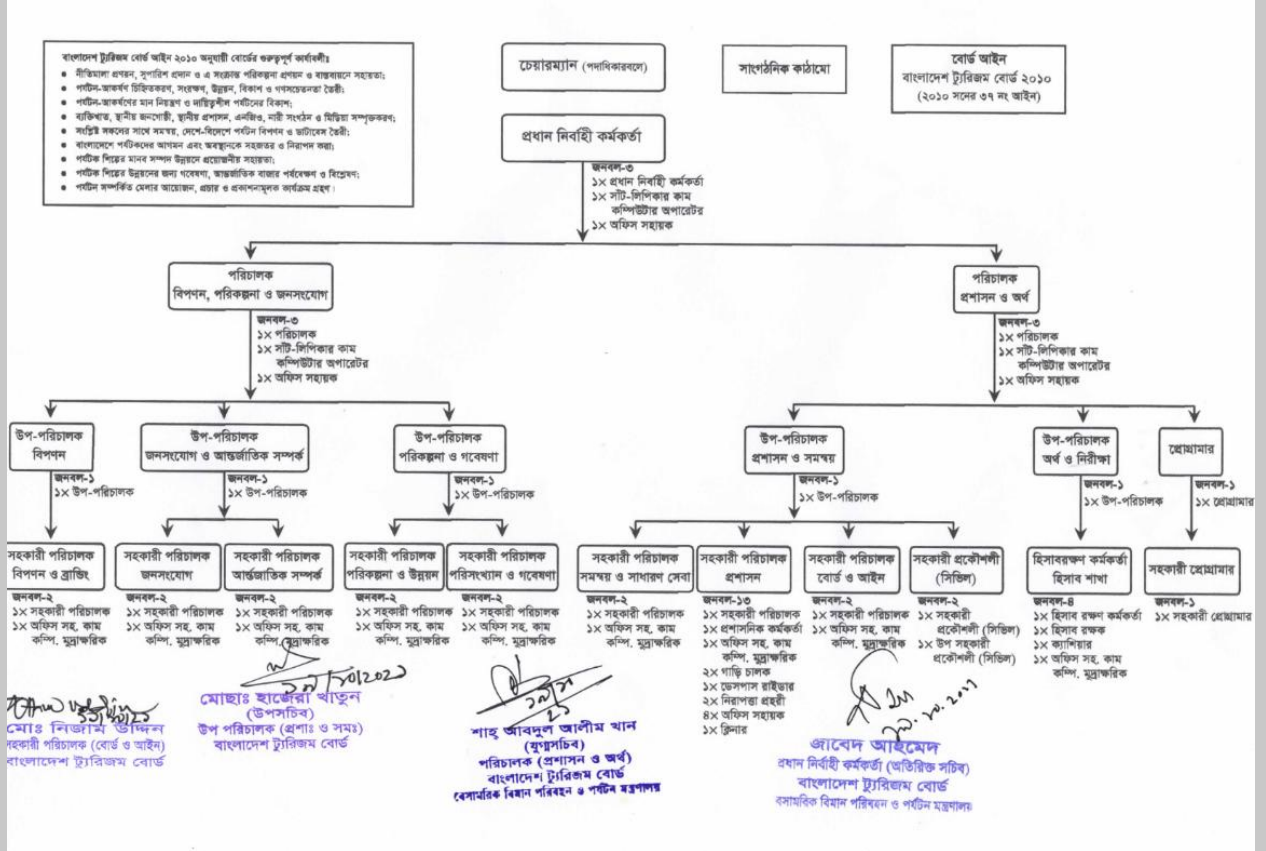 বাংলাদেশ ট্যুরিজম বোর্ড আইন ২০১০ অনুযায়ী বোর্ডের গুরুত্বপূর্ণ কার্যাবলীঃ
● নীতিমালা প্রণয়ন, সুপারিশ প্রদান ও এ সংক্রান্ত পরিকল্পনা প্রণয়ন ও বাস্তবায়নে সহায়তা;
● পর্যটন-আকর্ষণ চিহ্নিতকরণ, সংরক্ষণ, উন্নয়ন, বিকাশ ও গণসচেতনতা তৈরী;
● পর্যটন-আকর্ষণের মান নিয়ন্ত্রণ ও দায়িত্বশীল পর্যটনের বিকাশ;
● ব্যক্তিখাত, স্থানীয় জনগোষ্ঠী, স্থানীয় প্রশাসন, এনজিও, নারী সংগঠন ও মিডিয়া সম্পৃক্তকরণ;
● সংশ্লিষ্ট সকলের সাথে সমন্বয়, দেশে-বিদেশে পর্যটন বিপণন ও ডাটাবেস তৈরী;
● বাংলাদেশে পর্যটকদের আগমন এবং অবস্থানকে সহজতর ও নিরাপদ করা;
● পর্যটক শিল্পের মানব সম্পদ উন্নয়নে প্রয়োজনীয় সহায়তা;
● পর্যটক শিল্পের উন্নয়নের জন্য গবেষণা, আন্তর্জাতিক বাজার পর্যবেক্ষণ ও বিশ্লেষণ;
● পর্যটন সম্পর্কিত মেলার আয়োজন, প্রচার ও প্রকাশনামূলক কার্যক্রম গ্রহণ।
চেয়ারম্যান (পদাধিকারবলে)
সাংগঠনিক কাঠামো
বোর্ড আইন
বাংলাদেশ ট্যুরিজম বোর্ড ২০১০
(২০১০ সনের ৩৭ নং আইন)
প্রধান নির্বাহী কর্মকর্তা
জনবল-৩
১× প্রধান নির্বাহী কর্মকর্তা
১× সাঁট-লিপিকার কাম
কম্পিউটার অপারেটর
১× অফিস সহায়ক
পরিচালক
বিপণন, পরিকল্পনা ও জনসংযোগ
জনবল-৩
১× পরিচালক
১× সাঁট-লিপিকার কাম
কম্পিউটার অপারেটর
১× অফিস সহায়ক
পরিচালক
প্রশাসন ও অর্থ
জনবল-৩
১× পরিচালক
১× সাঁট-লিপিকার কাম
কম্পিউটার অপারেটর
১× অফিস সহায়ক
উপ-পরিচালক
বিপণন
জনবল-১
১× উপ-পরিচালক
উপ-পরিচালক
জনসংযোগ ও আন্তর্জাতিক সম্পর্ক
জনবল-১
১× উপ-পরিচালক
উপ-পরিচালক
পরিকল্পনা ও গবেষণা
জনবল-১
১× উপ-পরিচালক
উপ-পরিচালক
প্রশাসন ও সমন্বয়
জনবল-১
১× উপ-পরিচালক
উপ-পরিচালক
অর্থ ও নিরীক্ষা
জনবল-১
১× উপ-পরিচালক
প্রোগ্রামার
জনবল-১
১× প্রোগ্রামার
সহকারী পরিচালক
বিপণন ও ব্রান্ডিং
জনবল-২
১× সহকারী পরিচালক
১× অফিস সহ. কাম
কম্পি. মুদ্রাক্ষরিক
সহকারী পরিচালক
জনসংযোগ
জনবল-২
১× সহকারী পরিচালক
১× অফিস সহ. কাম
কম্পি. মুদ্রাক্ষরিক
সহকারী পরিচালক
আর্ন্তজাতিক সম্পর্ক
জনবল-২
১× সহকারী পরিচালক
১× অফিস সহ. কাম
কম্পি. মুদ্রাক্ষরিক
সহকারী পরিচালক
পরিকল্পনা ও উন্নয়ন
জনবল-২
১× সহকারী পরিচালক
১× অফিস সহ. কাম
কম্পি. মুদ্রাক্ষরিক
সহকারী পরিচালক
পরিসংখ্যান ও গবেষণা
জনবল-২
১× সহকারী পরিচালক
১× অফিস সহ. কাম
কম্পি. মুদ্রাক্ষরিক
সহকারী পরিচালক
সমন্বয় ও সাধারণ সেবা
জনবল-২
১× সহকারী পরিচালক
১× অফিস সহ. কাম
কম্পি. মুদ্রাক্ষরিক
সহকারী পরিচালক
প্রশাসন
জনবল-১৩
১× সহকারী পরিচালক
১× প্রশাসনিক কর্মকর্তা
১× অফিস সহ. কাম
কম্পি. মুদ্রাক্ষরিক
২× গাড়ি চালক
১× ডেসপাস রাইডার
২× নিরাপত্তা প্রহরী
৪× অফিস সহায়ক
১× ক্লিনার
সহকারী পরিচালক
বোর্ড ও আইন
জনবল-২
১× সহকারী পরিচালক
১× অফিস সহ. কাম
কম্পি. মুদ্রাক্ষরিক
সহকারী প্রকৌশলী
(সিভিল)
জনবল-২
১× সহকারী
প্রকৌশলী (সিভিল)
১× উপ সহকারী
প্রকৌশলী (সিভিল)
হিসাবরক্ষণ কর্মকর্তা
হিসাব শাখা
জনবল-৪
১× হিসাব রক্ষণ কর্মকর্তা
১× হিসাব রক্ষক
১× ক্যাশিয়ার
১× অফিস সহ. কাম
কম্পি. মুদ্রাক্ষরিক
সহকারী প্রোগ্রামার
জনবল-১
১× সহকারী প্রোগ্রামার
মোঃ নিজাম উদ্দিন
সহকারী পরিচালক (বোর্ড ও আইন)
বাংলাদেশ ট্যুরিজম বোর্ড
মোছাঃ হাজেরা খাতুন
(উপসচিব)
উপ পরিচালক (প্রশাঃ ও সমঃ)
বাংলাদেশ ট্যুরিজম বোর্ড
শাহ্ আবদুল আলীম খান
(যুগ্মসচিব)
পরিচালক (প্রশাসন ও অর্থ)
বাংলাদেশ ট্যুরিজম বোর্ড
বেসামরিক বিমান পরিবহন ও পর্যটন মন্ত্রণালয়
জাবেদ আহমেদ
প্রধান নির্বাহী কর্মকর্তা (অতিরিক্ত সচিব)
বাংলাদেশ ট্যুরিজম বোর্ড
বসামরিক বিমান পরিবহন ও পর্যটন মন্ত্রণালয়